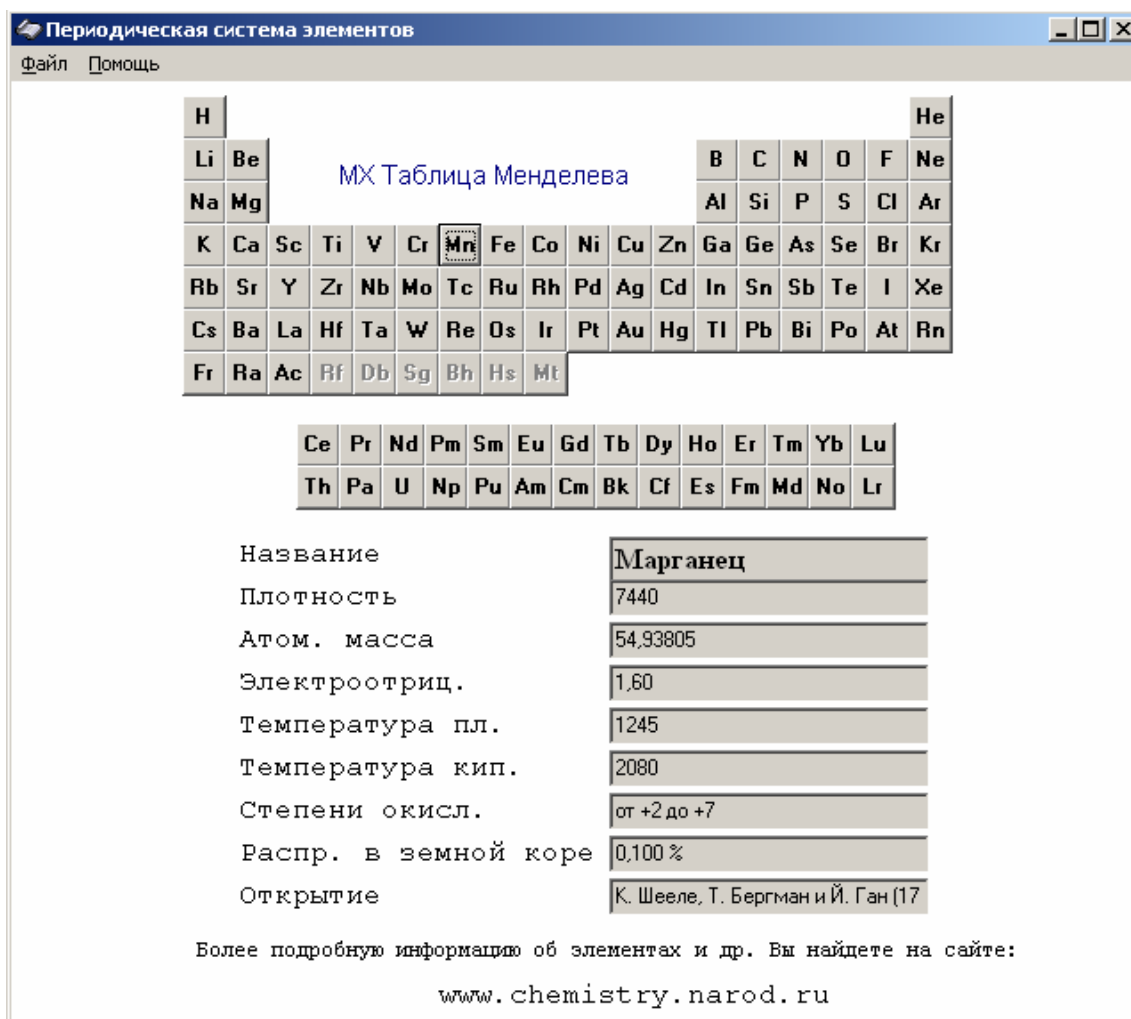 Периодическая система элементов
Файл Помощь
H He
Li Be B C N O F Ne
МХ Таблица Менделева
Na Mg Al Si P S Cl Ar
K Ca Sc Ti V Cr Mn Fe Co Ni Cu Zn Ga Ge As Se Br Kr
Rb Sr Y Zr Nb Mo Tc Ru Rh Pd Ag Cd In Sn Sb Te I Xe
Cs Ba La Hf Ta W Re Os Ir Pt Au Hg Tl Pb Bi Po At Rn
Fr Ra Ac Rf Db Sg Bh Hs Mt
Ce Pr Nd Pm Sm Eu Gd Tb Dy Ho Er Tm Yb Lu
Th Pa U Np Pu Am Cm Bk Cf Es Fm Md No Lr
Название Марганец
Плотность 7440
Атом. масса 54,93805
Электроотриц. 1,60
Температура пл. 1245
Температура кип. 2080
Степени окисл. от +2 до +7
Распр. в земной коре 0,100 %
Открытие К. Шееле, Т. Бергман и Й. Ган (17
Более подробную информацию об элементах и др. Вы найдете на сайте:
www.chemistry.narod.ru